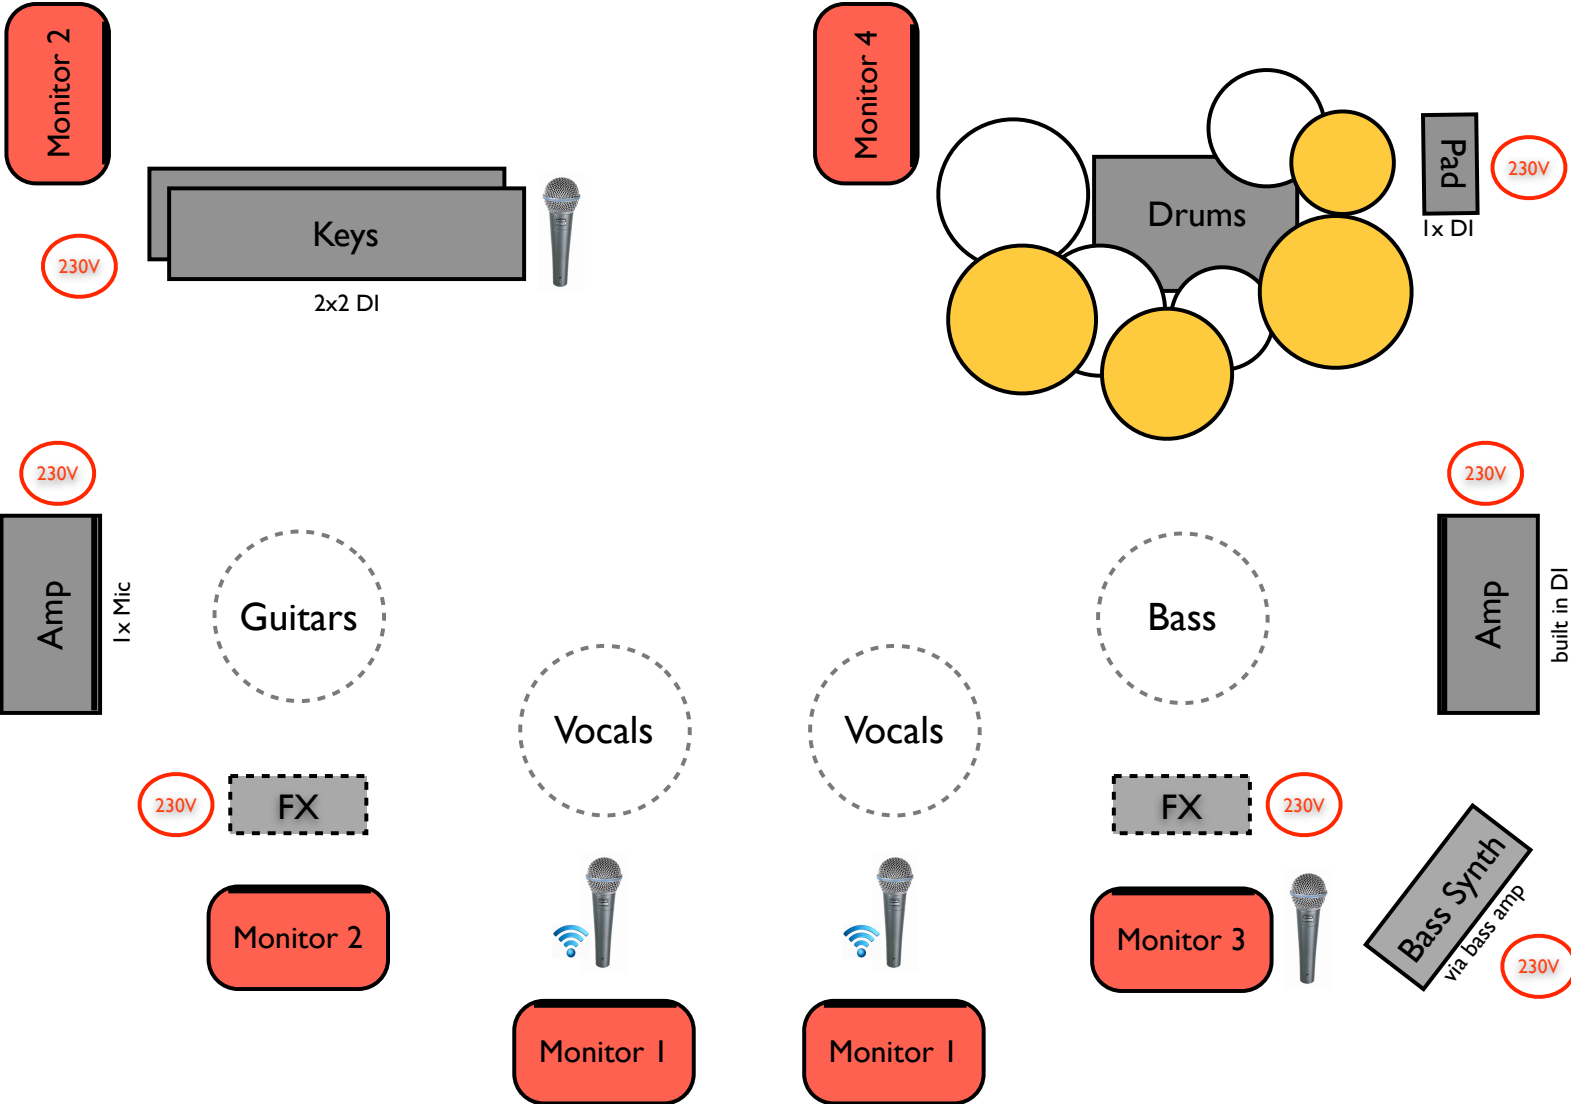 Monitor 2
Monitor 4
Keys
230V
2x2 DI
Drums
Pad
230V
1x DI
230V
Amp
1x Mic
Guitars
Vocals
Vocals
Bass
230V
Amp
built in DI
230V
FX
FX
230V
Monitor 2
Monitor 3
Bass Synth
via bass amp
230V
Monitor 1
Monitor 1